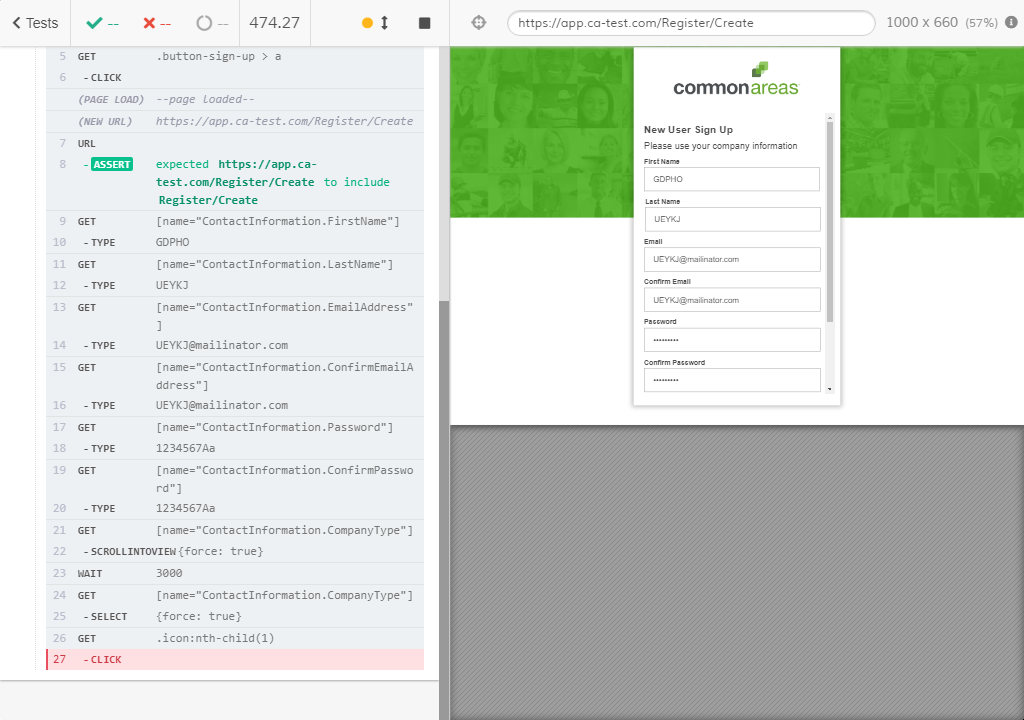 Tests
--
--
--
474.27
https://app.ca-test.com/Register/Create
1000 x 660 (57%)
5 GET .button-sign-up > a
6 - CLICK
(PAGE LOAD) --page loaded--
(NEW URL) https://app.ca-test.com/Register/Create
7 URL
8 - ASSERT expected https://app.ca-
test.com/Register/Create to include
Register/Create
9 GET [name="ContactInformation.FirstName"]
10 - TYPE GDPHO
11 GET [name="ContactInformation.LastName"]
12 - TYPE UEYKJ
13 GET [name="ContactInformation.EmailAddress"
]
14 - TYPE UEYKJ@mailinator.com
15 GET [name="ContactInformation.ConfirmEmailA
ddress"]
16 - TYPE UEYKJ@mailinator.com
17 GET [name="ContactInformation.Password"]
18 - TYPE 1234567Aa
19 GET [name="ContactInformation.ConfirmPasswo
rd"]
20 - TYPE 1234567Aa
21 GET [name="ContactInformation.CompanyType"]
22 - SCROLLINTOVIEW {force: true}
23 WAIT 3000
24 GET [name="ContactInformation.CompanyType"]
25 - SELECT {force: true}
26 GET .icon:nth-child(1)
27 - CLICK
commonareas
New User Sign Up
Please use your company information
First Name
GDPHO
Last Name
UEYKJ
Email
UEYKJ@mailinator.com
Confirm Email
UEYKJ@mailinator.com
Password
•••••••••
Confirm Password
•••••••••